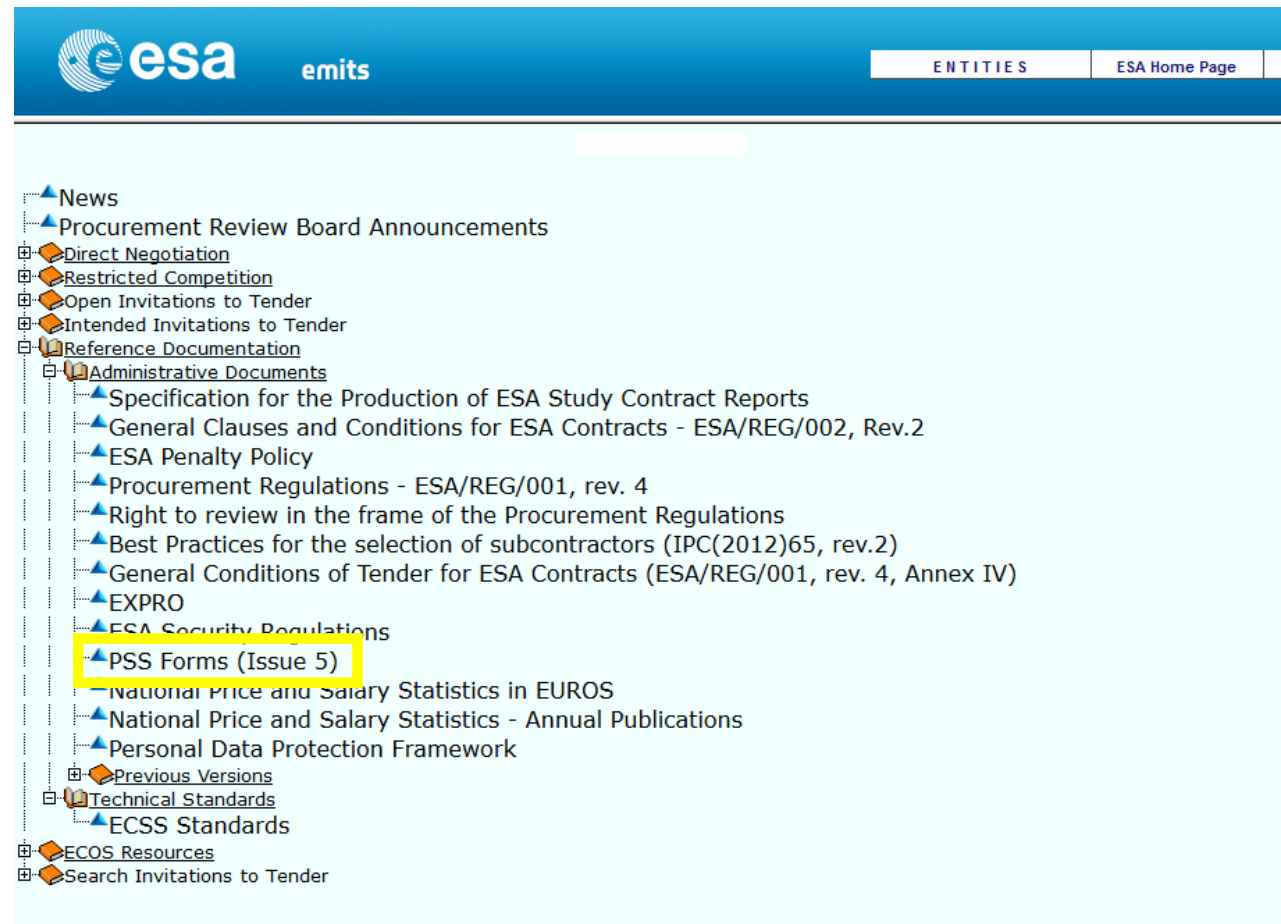 esa
emits
ENTITIES
ESA Home Page
News
Procurement Review Board Announcements
Direct Negotiation
Restricted Competition
Open Invitations to Tender
Intended Invitations to Tender
Reference Documentation
Administrative Documents
Specification for the Production of ESA Study Contract Reports
General Clauses and Conditions for ESA Contracts - ESA/REG/002, Rev.2
ESA Penalty Policy
Procurement Regulations - ESA/REG/001, rev. 4
Right to review in the frame of the Procurement Regulations
Best Practices for the selection of subcontractors (IPC(2012)65, rev.2)
General Conditions of Tender for ESA Contracts (ESA/REG/001, rev. 4, Annex IV)
EXPRO
ESA Security Regulations
PSS Forms (Issue 5)
National Price and Salary Statistics in EUROS
National Price and Salary Statistics - Annual Publications
Personal Data Protection Framework
Previous Versions
Technical Standards
ECSS Standards
ECOS Resources
Search Invitations to Tender